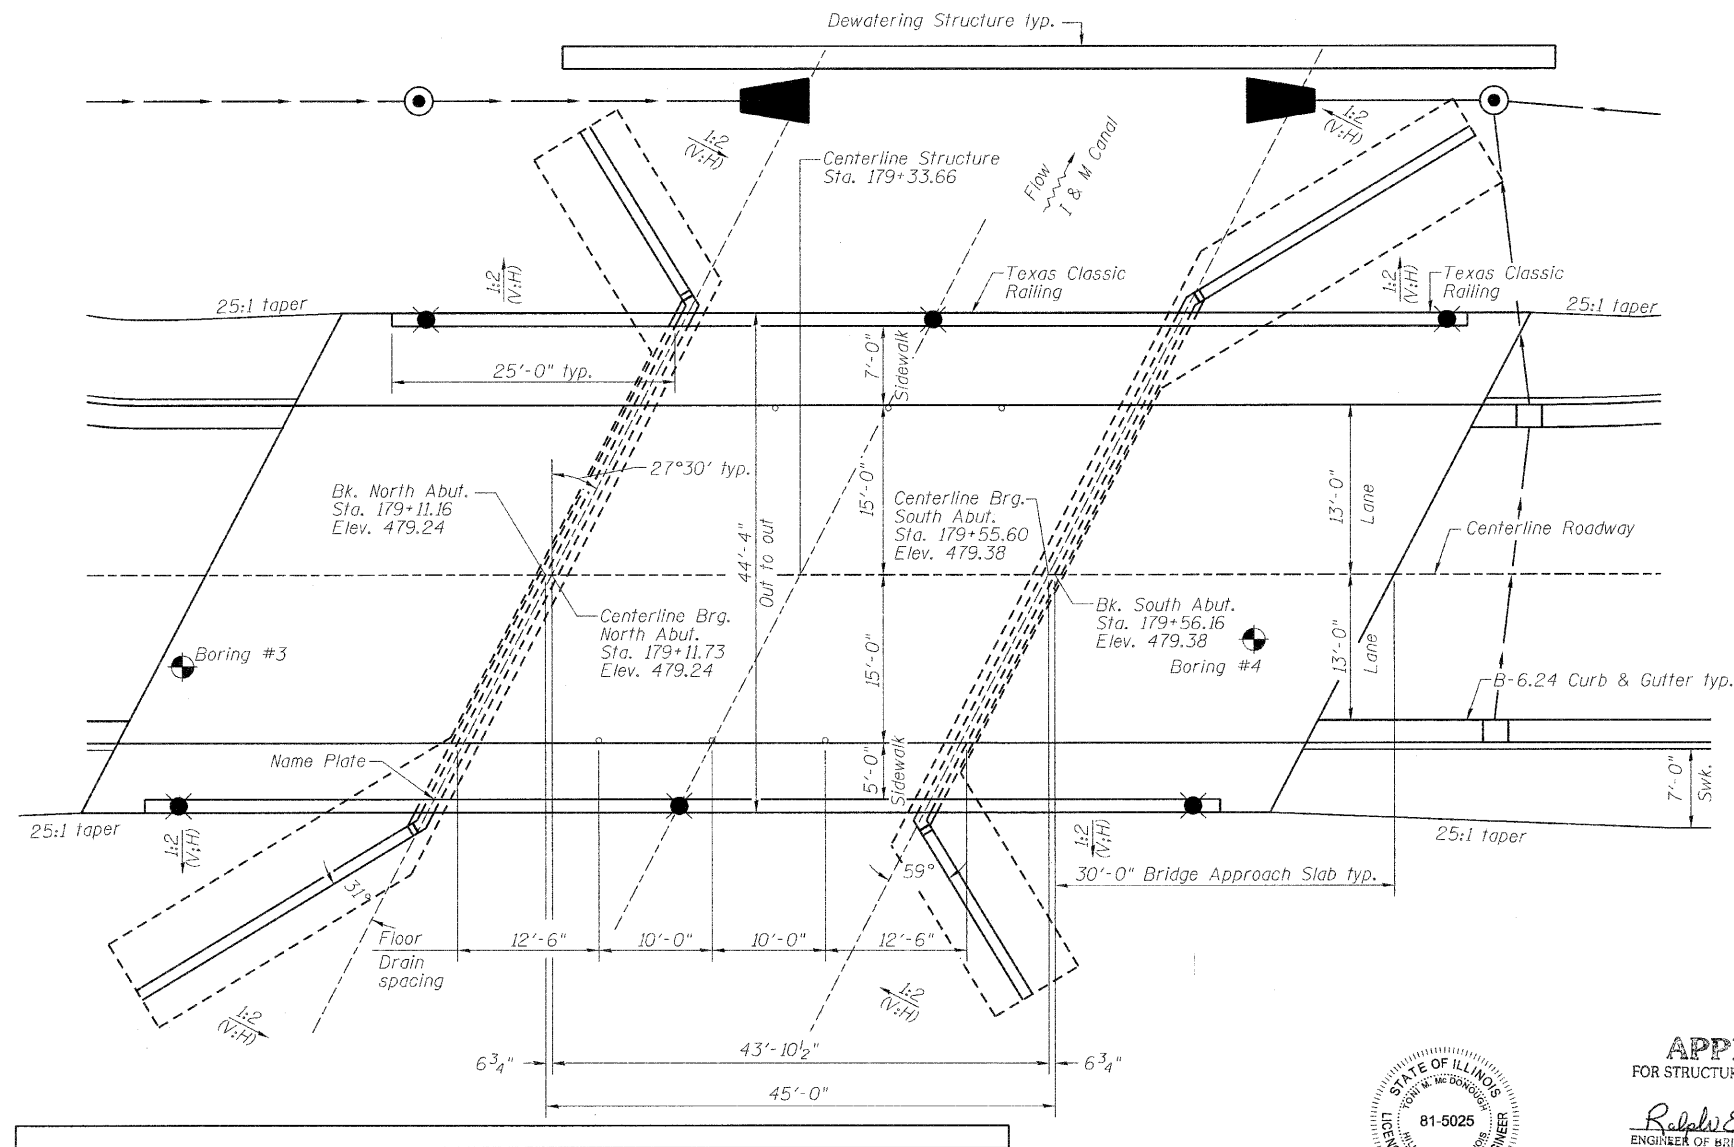 Dewatering Structure typ.
1:2
(V:H)
Centerline Structure
Sta. 179+33.66
Flow
I & M Canal
1:2
(V:H)
25:1 taper
1:2
(V:H)
Texas Classic
Railing
1:2
(V:H)
Texas Classic
Railing
25:1 taper
25'-0" typ.
7'-0"
Sidewalk
27°30' typ.
Bk. North Abut.
Sta. 179+11.16
Elev. 479.24
44'-4"
Out to out
15'-0"
Centerline Brg.
South Abut.
Sta. 179+55.60
Elev. 479.38
13'-0"
Lane
Centerline Roadway
Centerline Brg.
North Abut.
Sta. 179+11.73
Elev. 479.24
15'-0"
Bk. South Abut.
Sta. 179+56.16
Elev. 479.38
13'-0"
Lane
Boring #3
Boring #4
B-6.24 Curb & Gutter typ.
Name Plate
5'-0"
Sidewalk
7'-0"
Swk.
25:1 taper
1:2
(V:H)
1:2
(V:H)
25:1 taper
31°
59°
30'-0" Bridge Approach Slab typ.
Floor
Drain
spacing
12'-6"
10'-0"
10'-0"
12'-6"
1:2
(V:H)
1:2
(V:H)
6 3/4"
43'-10 1/2"
6 3/4"
45'-0"
STATE OF ILLINOIS
TONI M. Mc DONOUGH
81-5025
FOR STRUCTU
ENGINEER OF BRI